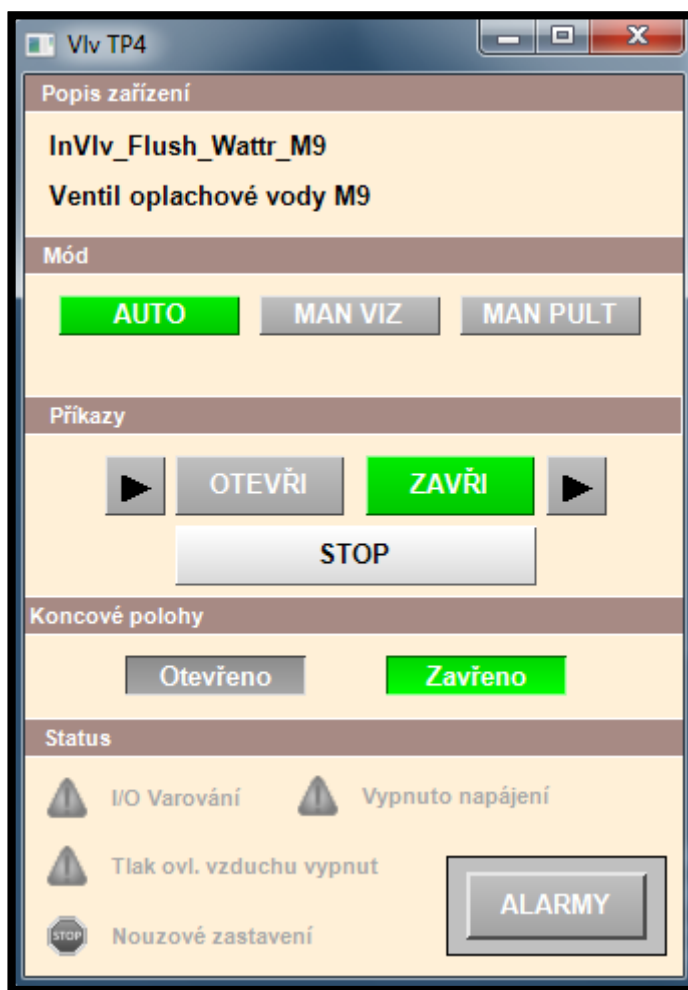 Vlv TP4
Popis zařízení
InVlv_Flush_Wattr_M9
Ventil oplachové vody M9
Mód
AUTO MAN VIZ MAN PULT
Příkazy
OTEVŘI ZAVŘI
STOP
Koncové polohy
Otevřeno Zavřeno
Status
I/O Varování Vypnuto napájení
Tlak ovl. vzduchu vypnut
ALARMY
STOP Nouzové zastavení